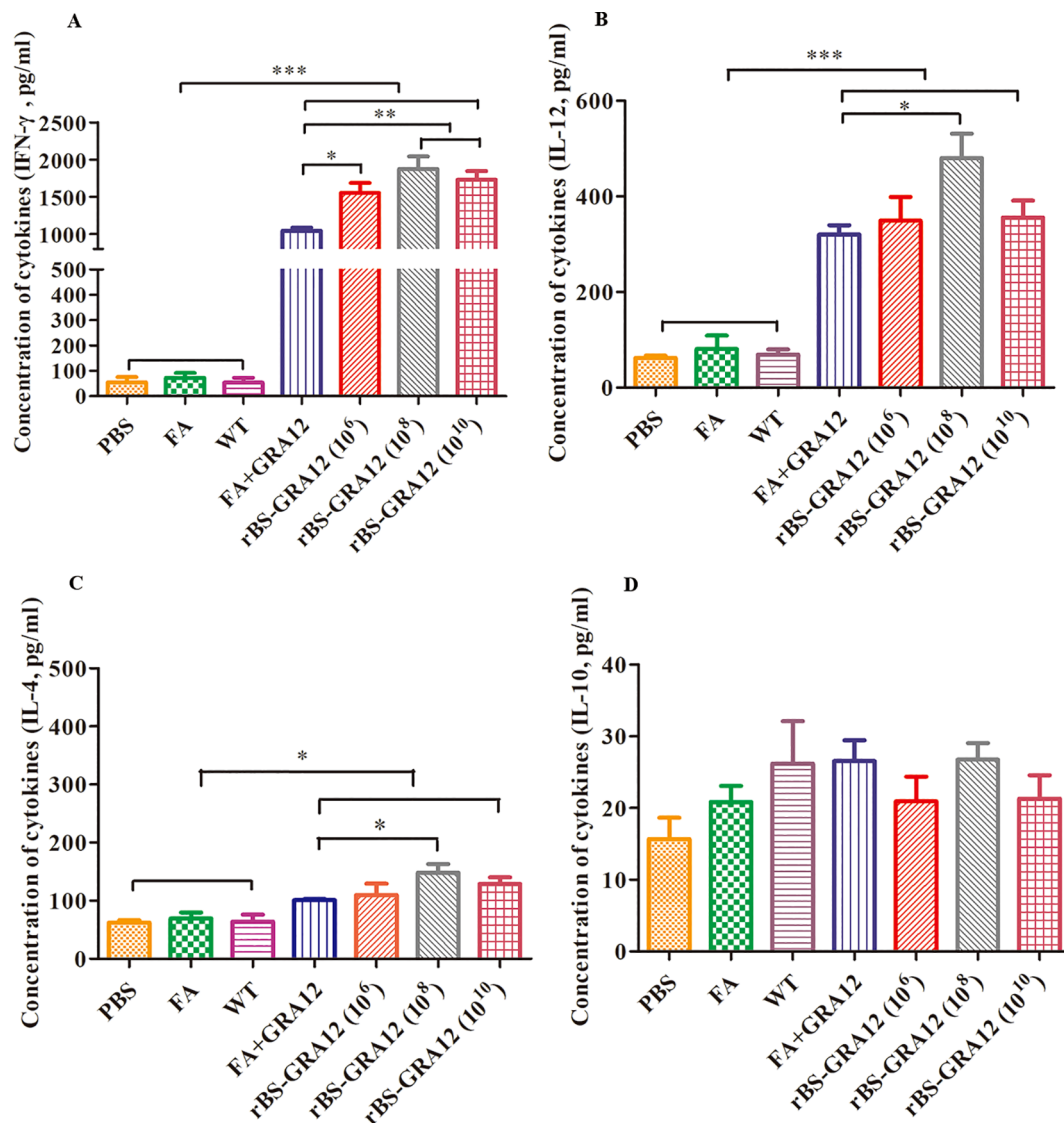 A
Concentration of cytokines (IFN-γ , pg/ml)
2500
2000
1500
1000
500
400
300
200
100
0
***
**
*
PBS
FA
WT
FA+GRA12
rBS-GRA12 (10⁶)
rBS-GRA12 (10⁸)
rBS-GRA12 (10¹⁰)
B
Concentration of cytokines (IL-12, pg/ml)
600
400
200
0
***
*
PBS
FA
WT
FA+GRA12
rBS-GRA12 (10⁶)
rBS-GRA12 (10⁸)
rBS-GRA12 (10¹⁰)
C
Concentration of cytokines (IL-4, pg/ml)
500
400
300
200
100
0
*
*
PBS
FA
WT
FA+GRA12
rBS-GRA12 (10⁶)
rBS-GRA12 (10⁸)
rBS-GRA12 (10¹⁰)
D
Concentration of cytokines (IL-10, pg/ml)
40
30
20
10
0
PBS
FA
WT
FA+GRA12
rBS-GRA12 (10⁶)
rBS-GRA12 (10⁸)
rBS-GRA12 (10¹⁰)